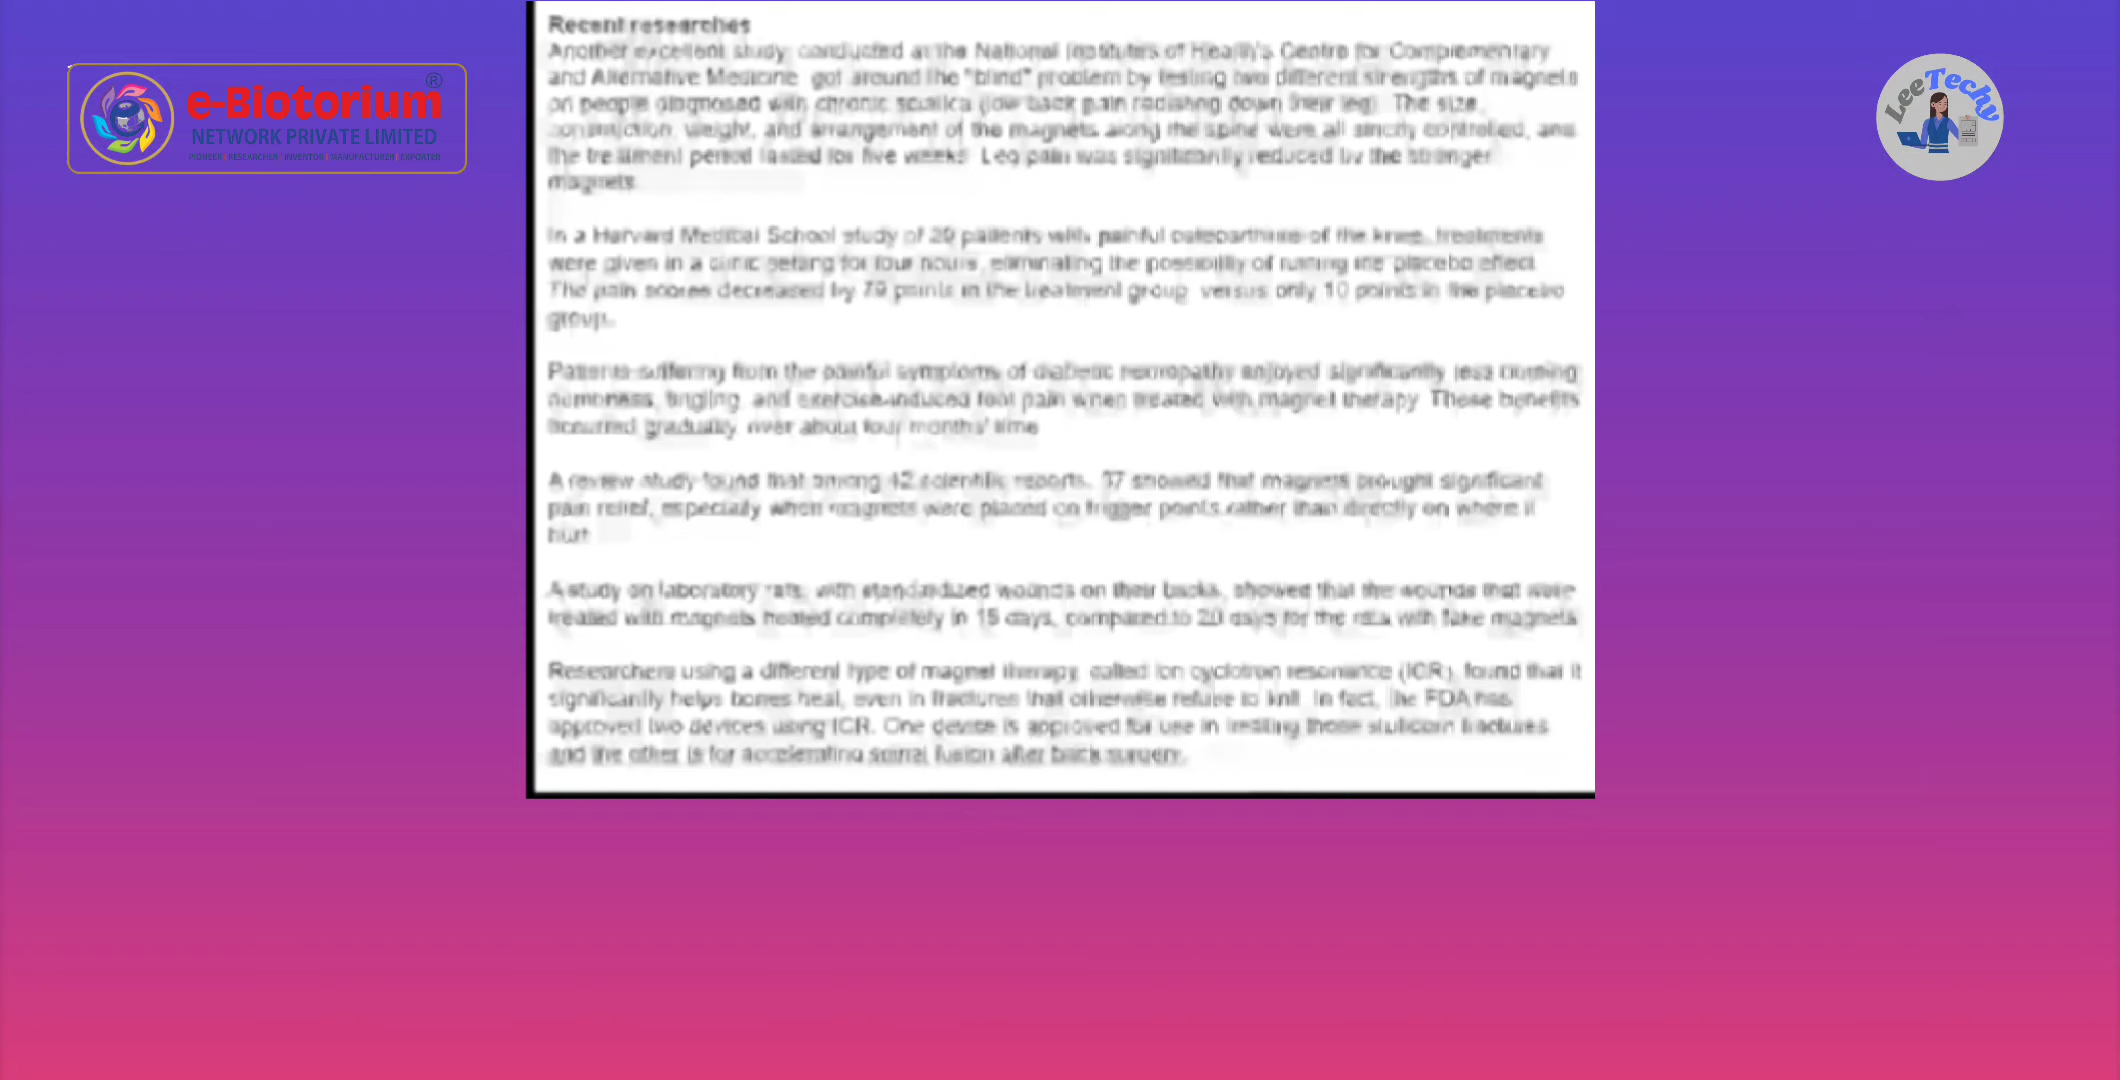 e-Biotorium®
NETWORK PRIVATE LIMITED
PIONEER RESEARCHER INVENTOR MANUFACTURER EXPORTER
LeeTechy
Recent researches
Another excellent study, conducted at the National Institutes of Health's Centre for Complementary
and Alternative Medicine, got around the "blind" problem by testing two different strengths of magnets
on people diagnosed with chronic sciatica (low back pain radiating down their leg). The size,
construction, weight, and arrangement of the magnets along the spine were all strictly controlled, and
the treatment period lasted for five weeks. Leg pain was significantly reduced by the stronger
magnets.
In a Harvard Medical School study of 29 patients with painful osteoarthritis of the knee, treatments
were given in a clinic setting for four hours, eliminating the possibility of ruining the placebo effect.
The pain scores decreased by 79 points in the treatment group, versus only 10 points in the placebo
group.
Patients suffering from the painful symptoms of diabetic neuropathy enjoyed significantly less burning,
numbness, tingling, and exercise-induced foot pain when treated with magnet therapy. These benefits
occurred gradually, over about four months' time
A review study found that among 42 scientific reports, 37 showed that magnets brought significant
pain relief, especially when magnets were placed on trigger points rather than directly on where it
hurt
A study on laboratory rats, with standardized wounds on their backs, showed that the wounds that were
treated with magnets healed completely in 15 days, compared to 20 days for the rats with fake magnets
Researchers using a different type of magnet therapy, called ion cyclotron resonance (ICR), found that it
significantly helps bones heal, even in fractures that otherwise refuse to knit. In fact, the FDA has
approved two devices using ICR. One device is approved for use in treating those stubborn fractures
and the other is for accelerating spinal fusion after back surgery.